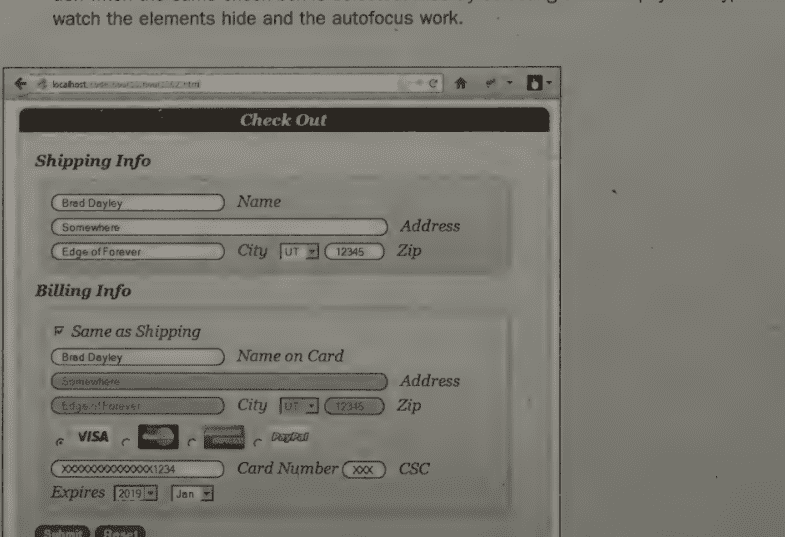 watch the elements hide and the autofocus work.
localhost
Check Out
Shipping Info
Brad Dayley Name
Somewhere Address
Edge of Forever City UT 12345 Zip
Billing Info
Same as Shipping
Brad Dayley Name on Card
Somewhere Address
Edge of Forever City UT 12345 Zip
VISA PayPal
XXXXXXXXXXXX1234 Card Number XXX CSC
Expires 2019 Jan
Submit Reset